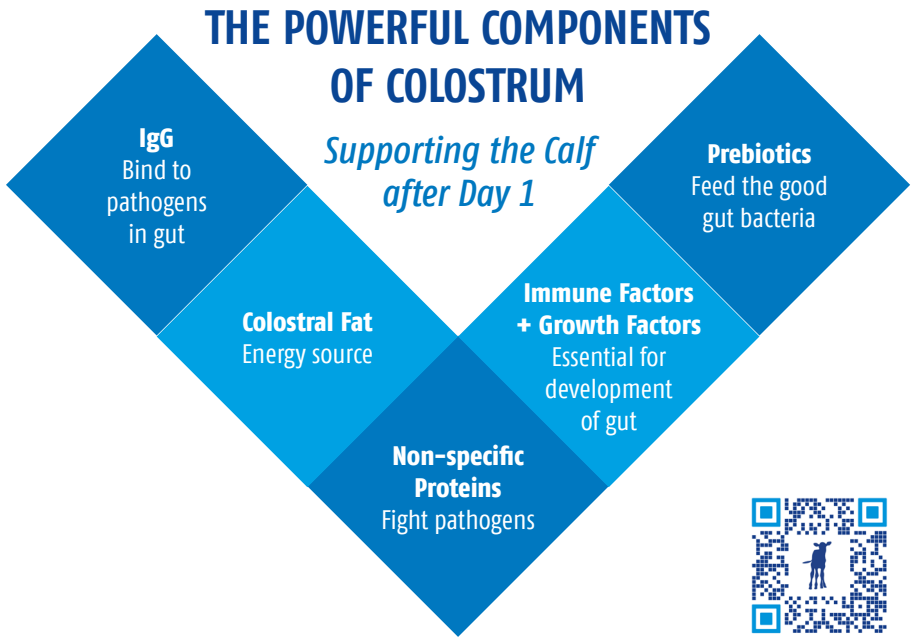 THE POWERFUL COMPONENTS
OF COLOSTRUM
Supporting the Calf
after Day 1
IgG
Bind to
pathogens
in gut
Colostral Fat
Energy source
Non-specific
Proteins
Fight pathogens
Immune Factors
+ Growth Factors
Essential for
development
of gut
Prebiotics
Feed the good
gut bacteria